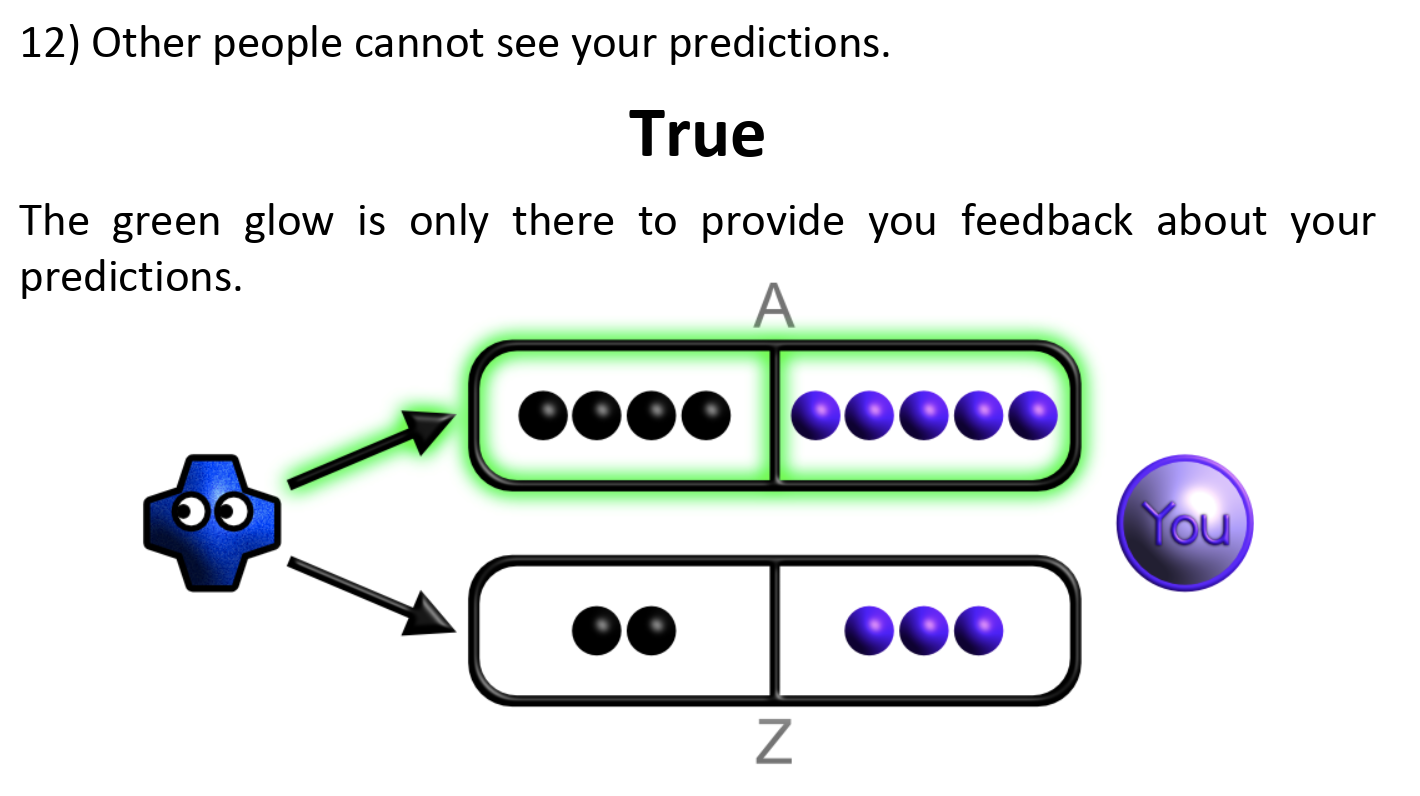 12) Other people cannot see your predictions.
True
The green glow is only there to provide you feedback about your
predictions.
A
You
Z